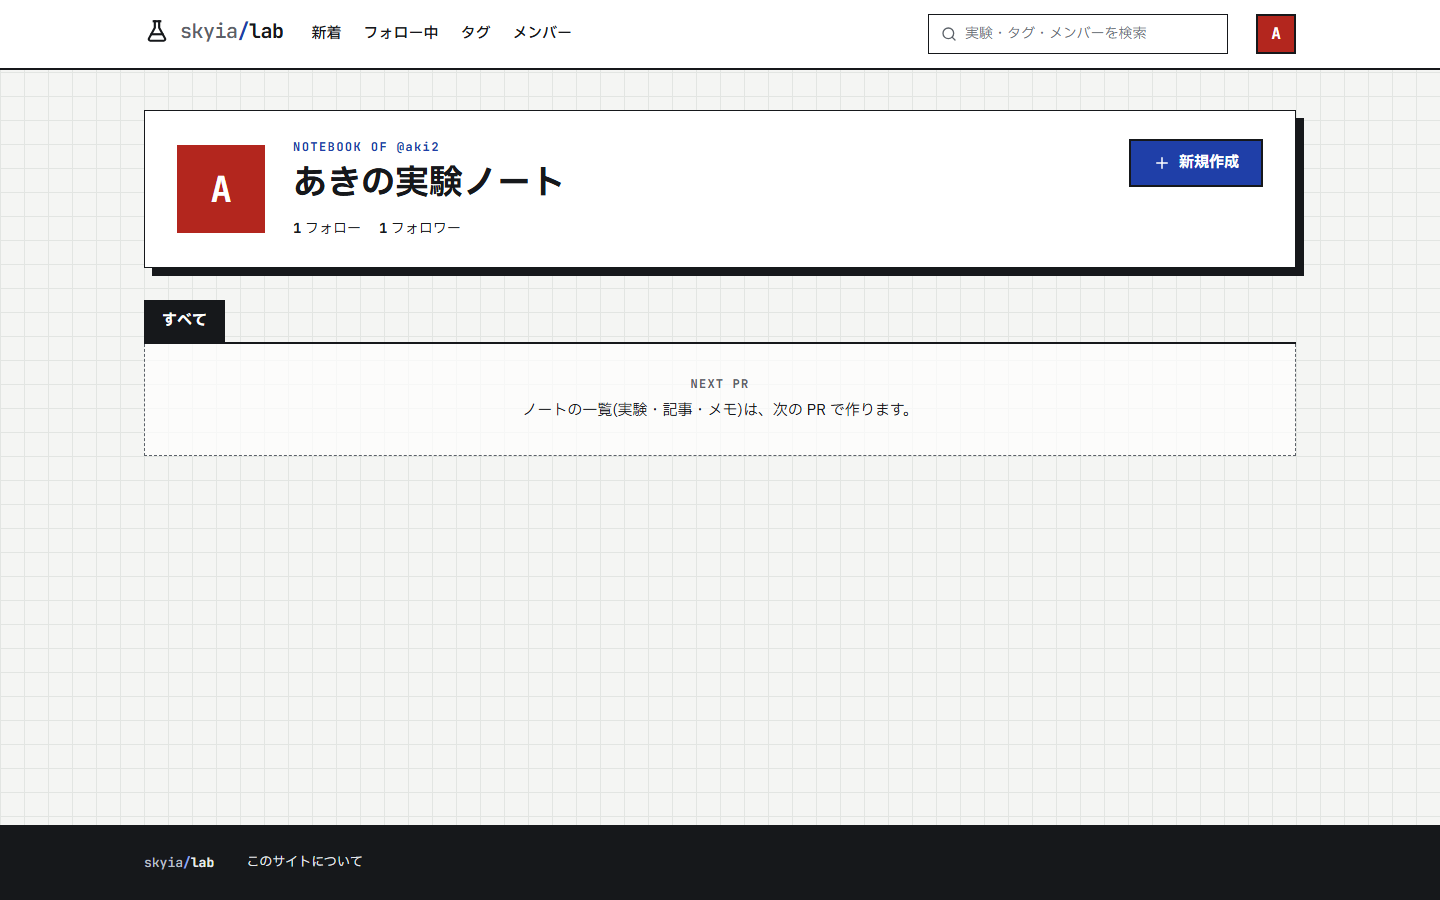 skyia/lab 新着 フォロー中 タグ メンバー 実験・タグ・メンバーを検索 A
A
NOTEBOOK OF @aki2
あきの実験ノート
1 フォロー 1 フォロワー
新規作成
すべて
NEXT PR
ノートの一覧(実験・記事・メモ)は、次の PR で作ります。
skyia/lab このサイトについて